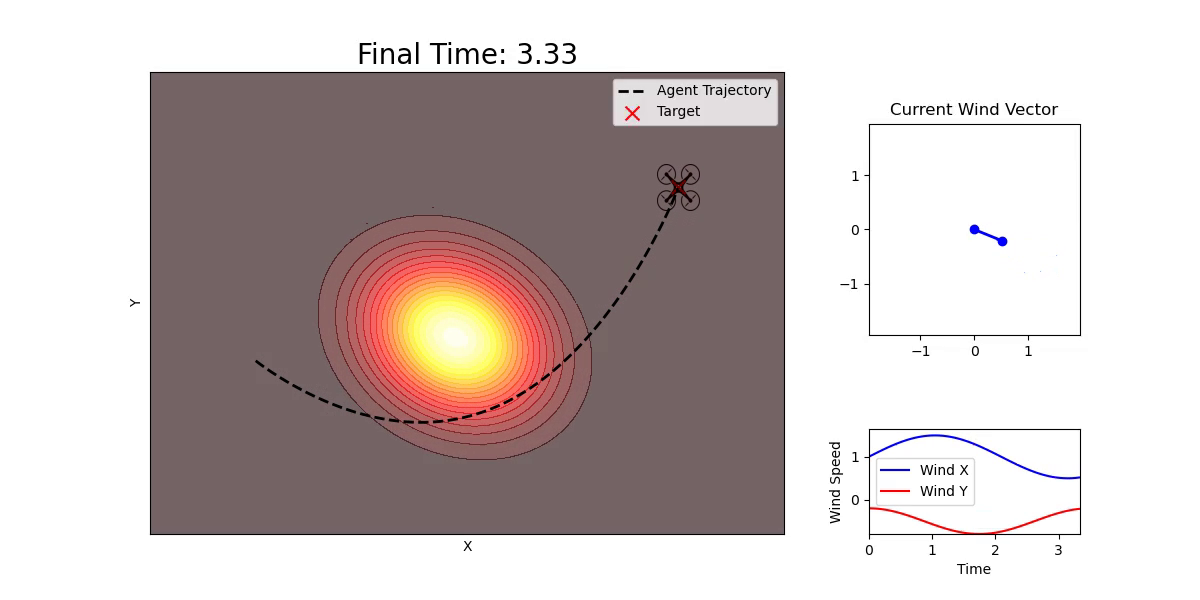 Final Time: 3.33
Agent Trajectory
Target
Y
X
Current Wind Vector
1
0
−1
−1 0 1
Wind Speed
1
0
Wind X
Wind Y
0 1 2 3
Time